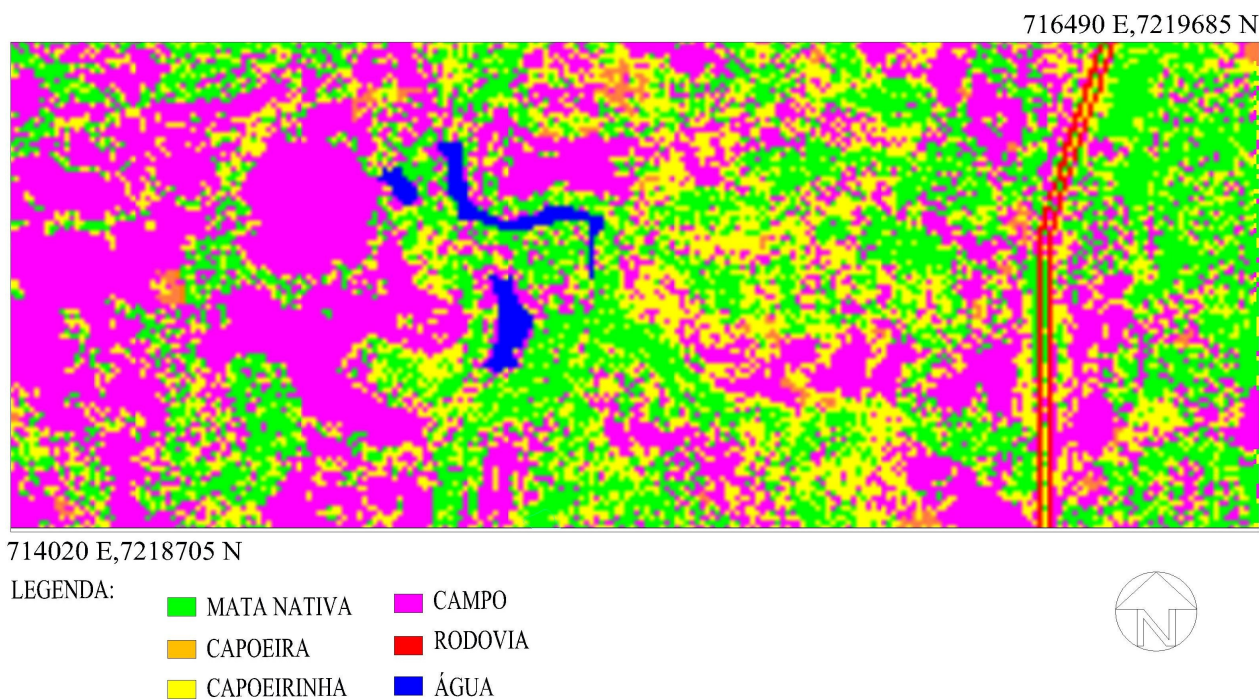 716490 E,7219685 N
714020 E,7218705 N
LEGENDA:
MATA NATIVA
CAMPO
CAPOEIRA
RODOVIA
CAPOEIRINHA
ÁGUA
N